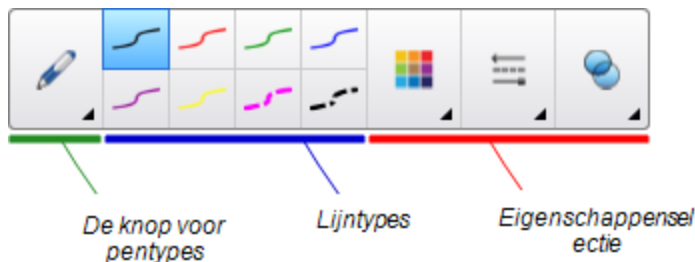 De knop voor
pentypes
Lijntypes
Eigenschappensel
ectie